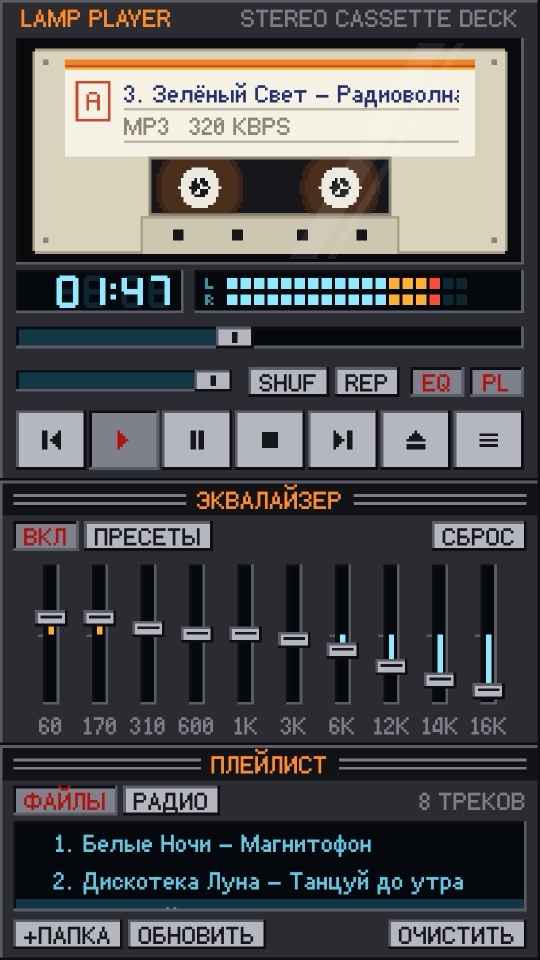 LAMP PLAYER STEREO CASSETTE DECK
A 3. Зелёный Свет — Радиоволна
MP3 320 KBPS
01:47 L
R
SHUF REP EQ PL
ЭКВАЛАЙЗЕР
ВКЛ ПРЕСЕТЫ СБРОС
60 170 310 600 1K 3K 6K 12K 14K 16K
ПЛЕЙЛИСТ
ФАЙЛЫ РАДИО 8 ТРЕКОВ
1. Белые Ночи — Магнитофон
2. Дискотека Луна — Танцуй до утра
+ПАПКА ОБНОВИТЬ ОЧИСТИТЬ